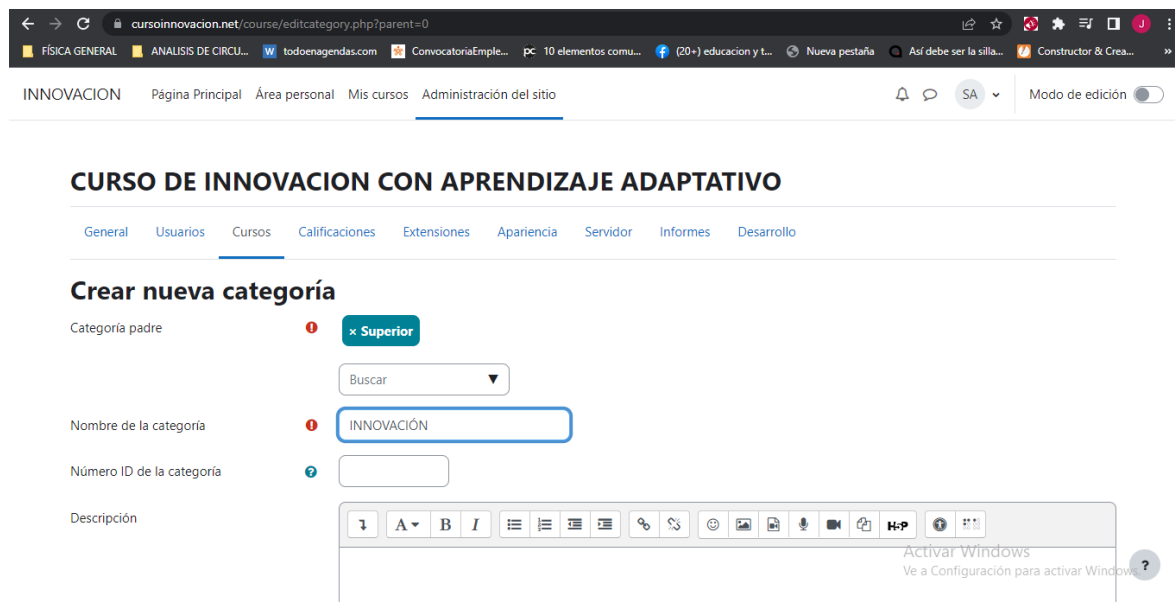 cursoinnovacion.net/course/editcategory.php?parent=0
J
FÍSICA GENERAL ANALISIS DE CIRCU... W todoenagendas.com ConvocatoriaEmple... pc 10 elementos comu... (20+) educacion y t... Nueva pestaña Así debe ser la silla... Constructor & Crea... »
INNOVACION Página Principal Área personal Mis cursos Administración del sitio SA Modo de edición
CURSO DE INNOVACION CON APRENDIZAJE ADAPTATIVO
General Usuarios Cursos Calificaciones Extensiones Apariencia Servidor Informes Desarrollo
Crear nueva categoría
Categoría padre × Superior
Buscar ▼
Nombre de la categoría INNOVACIÓN
Número ID de la categoría ?
Descripción A B I H-P
Activar Windows
Ve a Configuración para activar Windows.
?